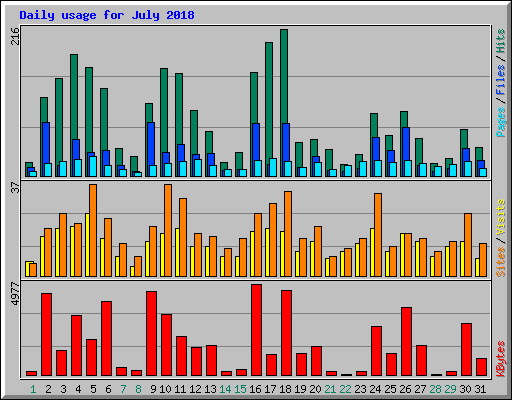 Daily usage for July 2018
216
37
4977
Pages / Files / Hits
Sites / Visits
KBytes
1 2 3 4 5 6 7 8 9 10 11 12 13 14 15 16 17 18 19 20 21 22 23 24 25 26 27 28 29 30 31